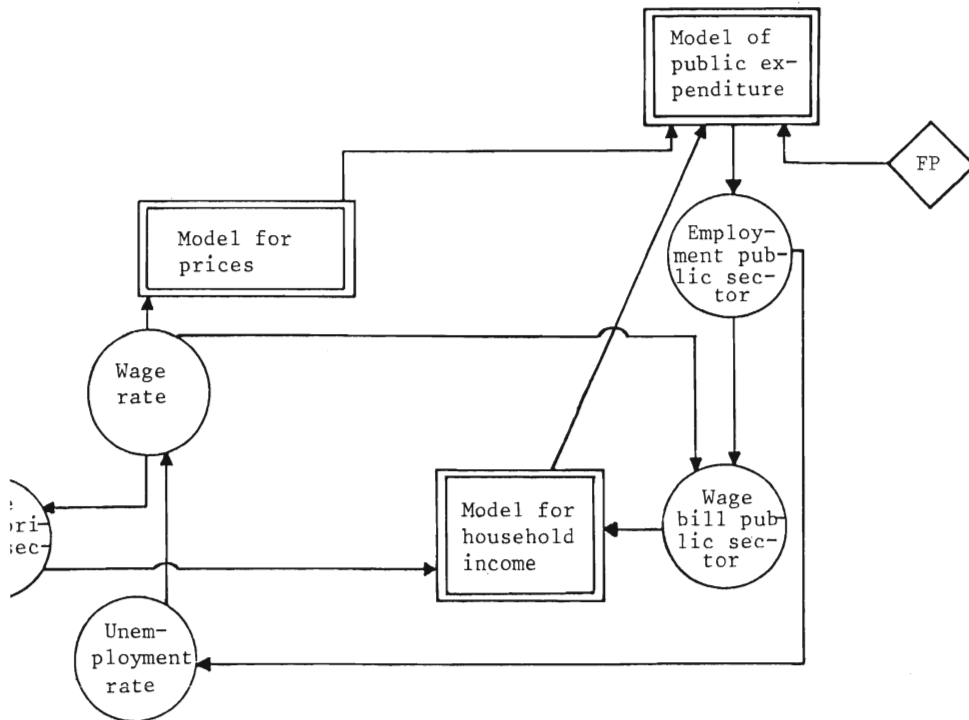 Model of
public ex-
penditure
FP
Model for
prices
Employ-
ment pub-
lic sec-
tor
Wage
rate
Model for
household
income
Wage
bill pub-
lic sec-
tor
sec-
Unem-
ployment
rate